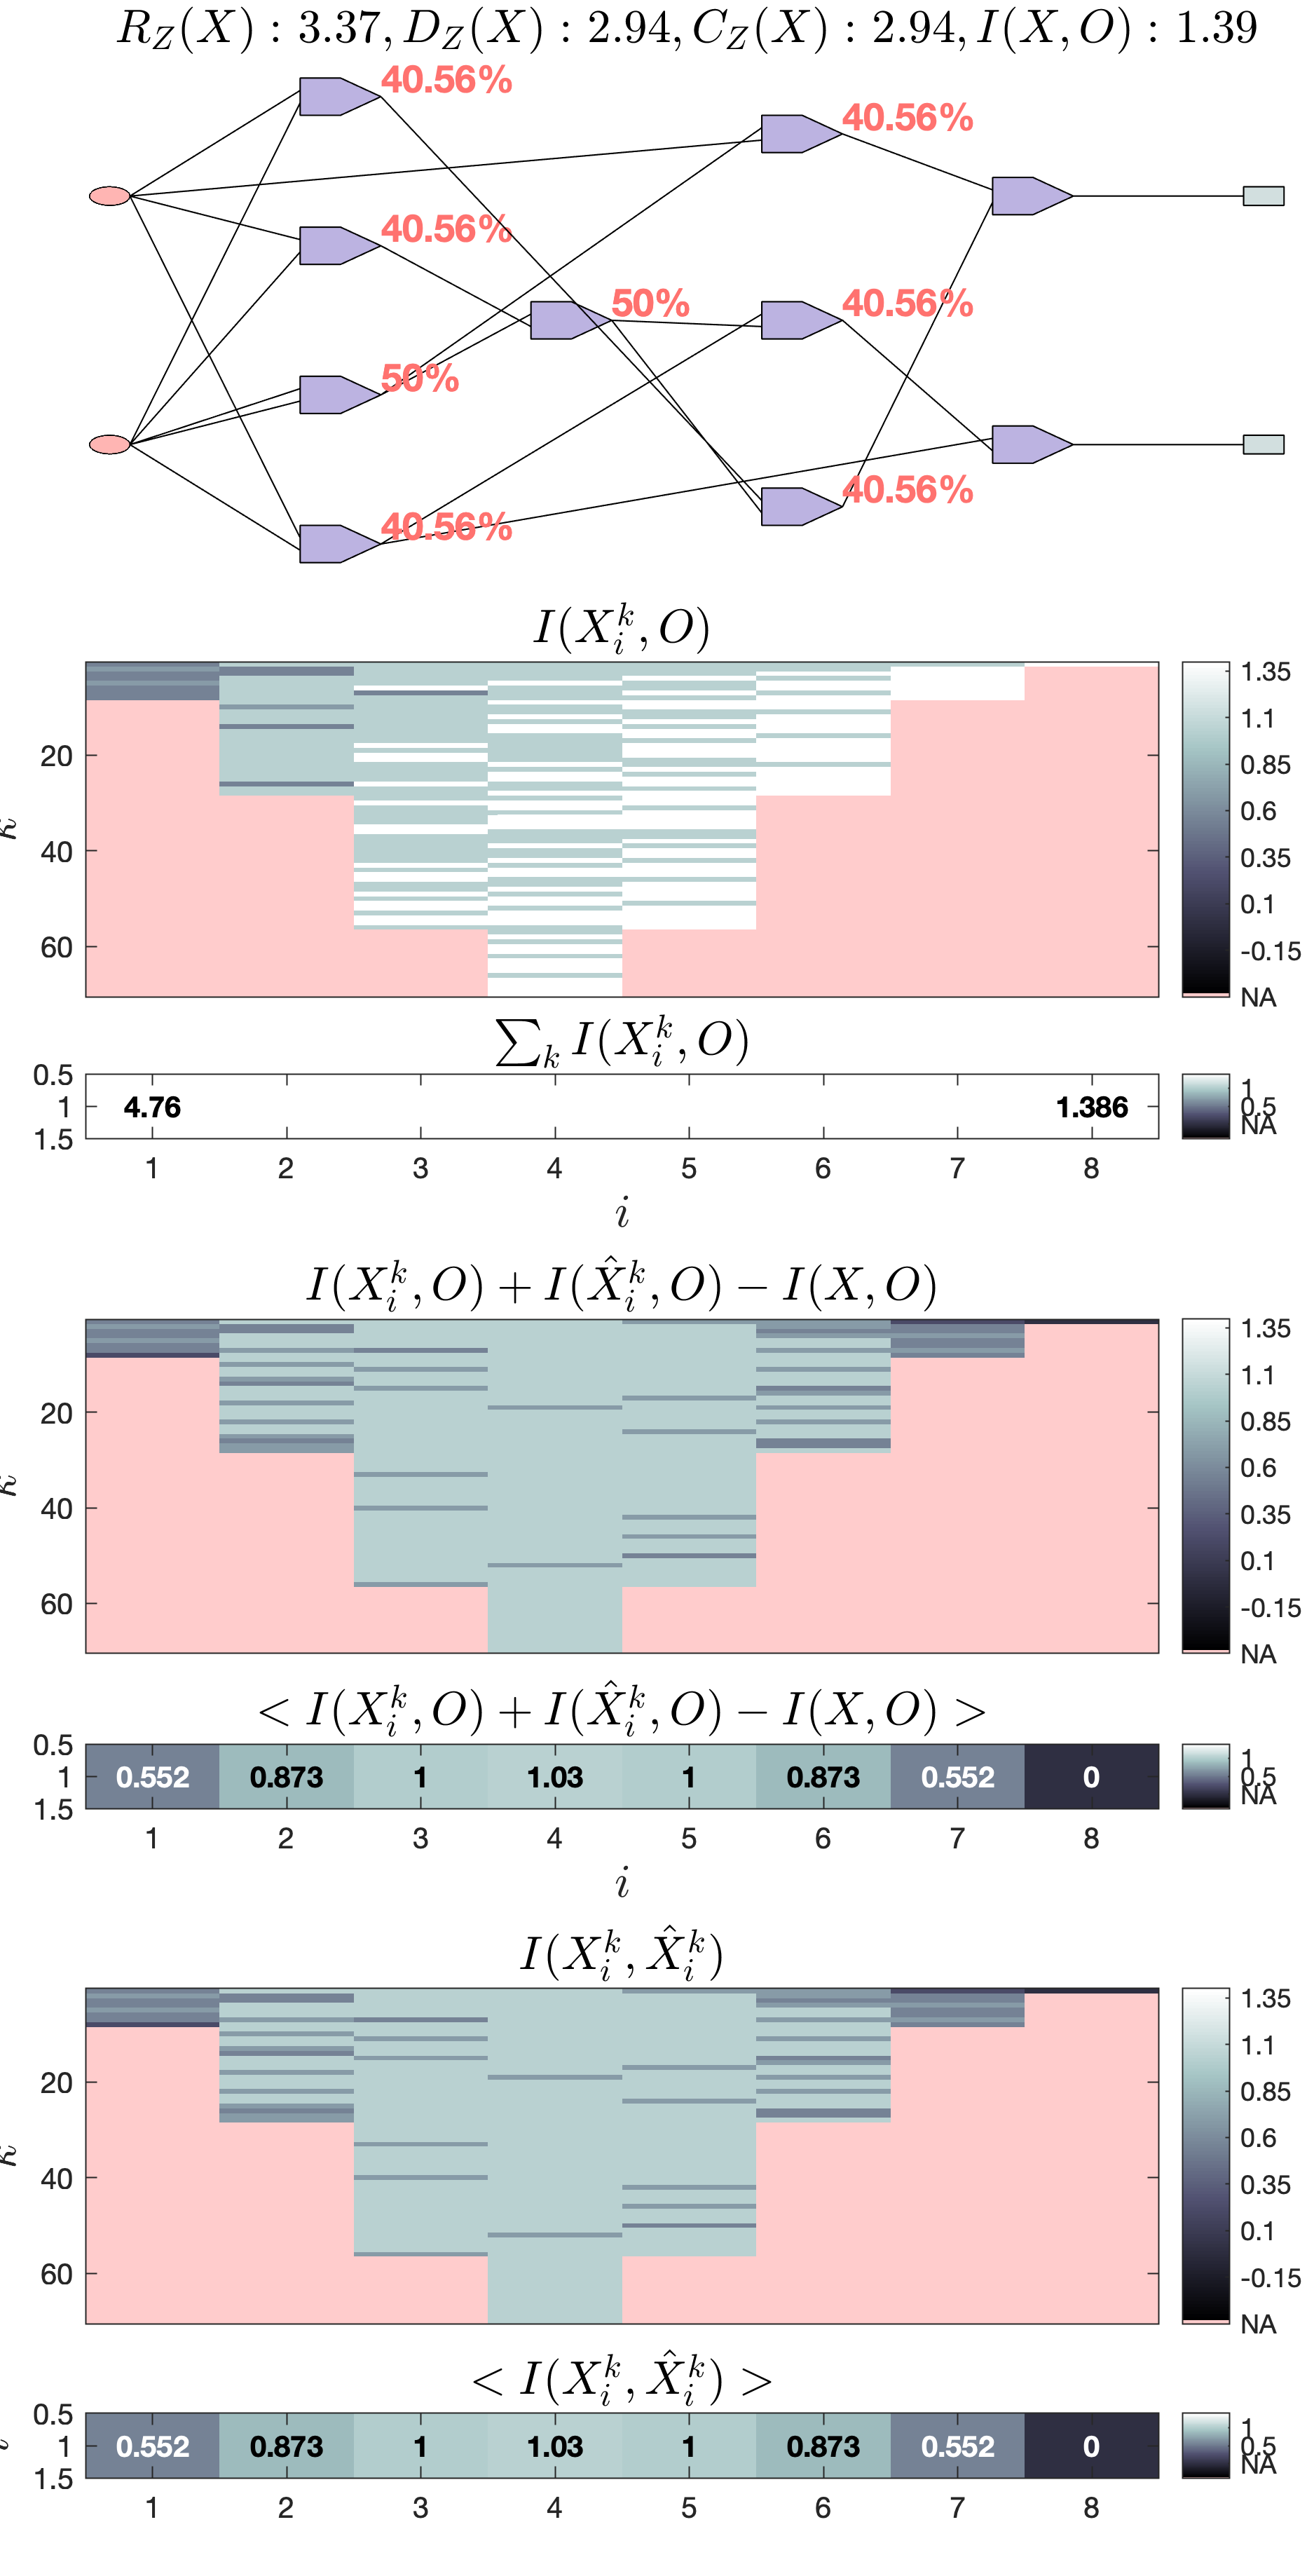 R_Z(X) : 3.37, D_Z(X) : 2.94, C_Z(X) : 2.94, I(X, O) : 1.39
40.56%
40.56%
40.56%
50%
40.56%
50%
40.56%
40.56%
I(X_i^k, O)
20
40
60
k
1.35
1.1
0.85
0.6
0.35
0.1
-0.15
NA
∑_k I(X_i^k, O)
0.5
1
1.5
4.76
1.386
1
0.5
NA
1 2 3 4 5 6 7 8
i
I(X_i^k, O) + I(X̂_i^k, O) − I(X, O)
20
40
60
k
1.35
1.1
0.85
0.6
0.35
0.1
-0.15
NA
< I(X_i^k, O) + I(X̂_i^k, O) − I(X, O) >
0.5
1
1.5
0.552 0.873 1 1.03 1 0.873 0.552 0
1
0.5
NA
1 2 3 4 5 6 7 8
i
I(X_i^k, X̂_i^k)
20
40
60
k
1.35
1.1
0.85
0.6
0.35
0.1
-0.15
NA
< I(X_i^k, X̂_i^k) >
0.5
1
1.5
0.552 0.873 1 1.03 1 0.873 0.552 0
1
0.5
NA
1 2 3 4 5 6 7 8